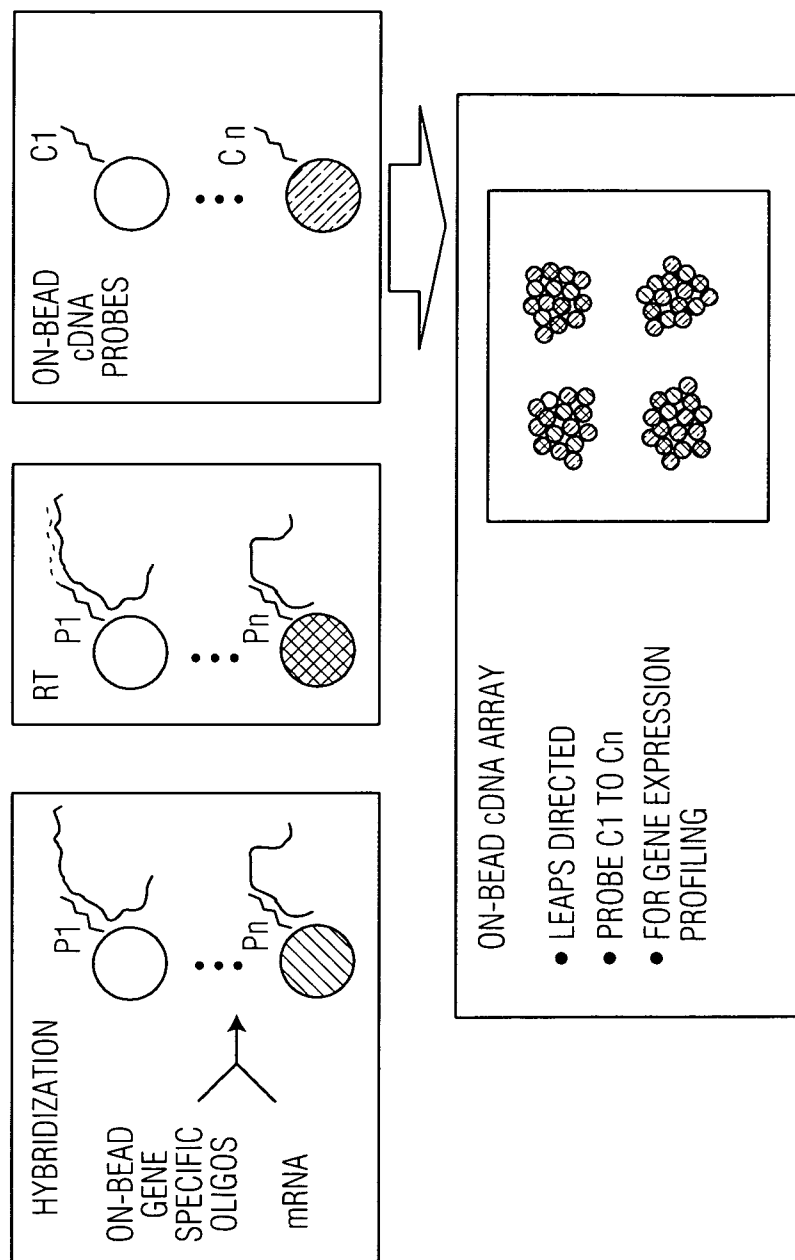 HYBRIDIZATION
ON-BEAD
GENE
SPECIFIC
OLIGOS
mRNA
P1
Pn
RT
P1
Pn
ON-BEAD
cDNA
PROBES
C1
Cn
ON-BEAD cDNA ARRAY
● LEAPS DIRECTED
● PROBE C1 TO Cn
● FOR GENE EXPRESSION
PROFILING